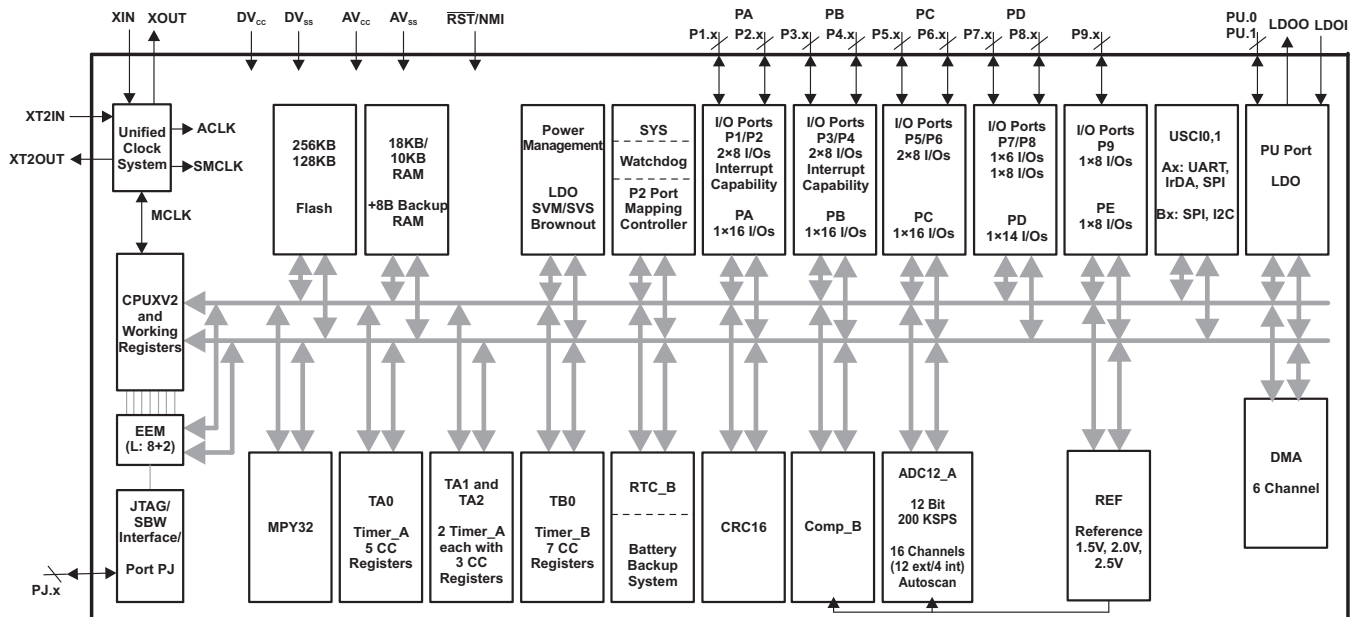 XIN XOUT DVCC DVSS AVCC AVSS RST/NMI
PA PB PC PD
P1.x P2.x P3.x P4.x P5.x P6.x P7.x P8.x P9.x
PU.0
PU.1
LDOO LDOI
XT2IN
XT2OUT
Unified
Clock
System
ACLK
SMCLK
MCLK
256KB
128KB
Flash
18KB/
10KB
RAM
+8B Backup
RAM
Power
Management
LDO
SVM/SVS
Brownout
SYS
Watchdog
P2 Port
Mapping
Controller
I/O Ports
P1/P2
2×8 I/Os
Interrupt
Capability
PA
1×16 I/Os
I/O Ports
P3/P4
2×8 I/Os
Interrupt
Capability
PB
1×16 I/Os
I/O Ports
P5/P6
2×8 I/Os
PC
1×16 I/Os
I/O Ports
P7/P8
1×6 I/Os
1×8 I/Os
PD
1×14 I/Os
I/O Ports
P9
1×8 I/Os
PE
1×8 I/Os
USCI0,1
Ax: UART,
IrDA, SPI
Bx: SPI, I2C
PU Port
LDO
CPUXV2
and
Working
Registers
EEM
(L: 8+2)
JTAG/
SBW
Interface/
Port PJ
PJ.x
MPY32
TA0
Timer_A
5 CC
Registers
TA1 and
TA2
2 Timer_A
each with
3 CC
Registers
TB0
Timer_B
7 CC
Registers
RTC_B
Battery
Backup
System
CRC16
Comp_B
ADC12_A
12 Bit
200 KSPS
16 Channels
(12 ext/4 int)
Autoscan
REF
Reference
1.5V, 2.0V,
2.5V
DMA
6 Channel